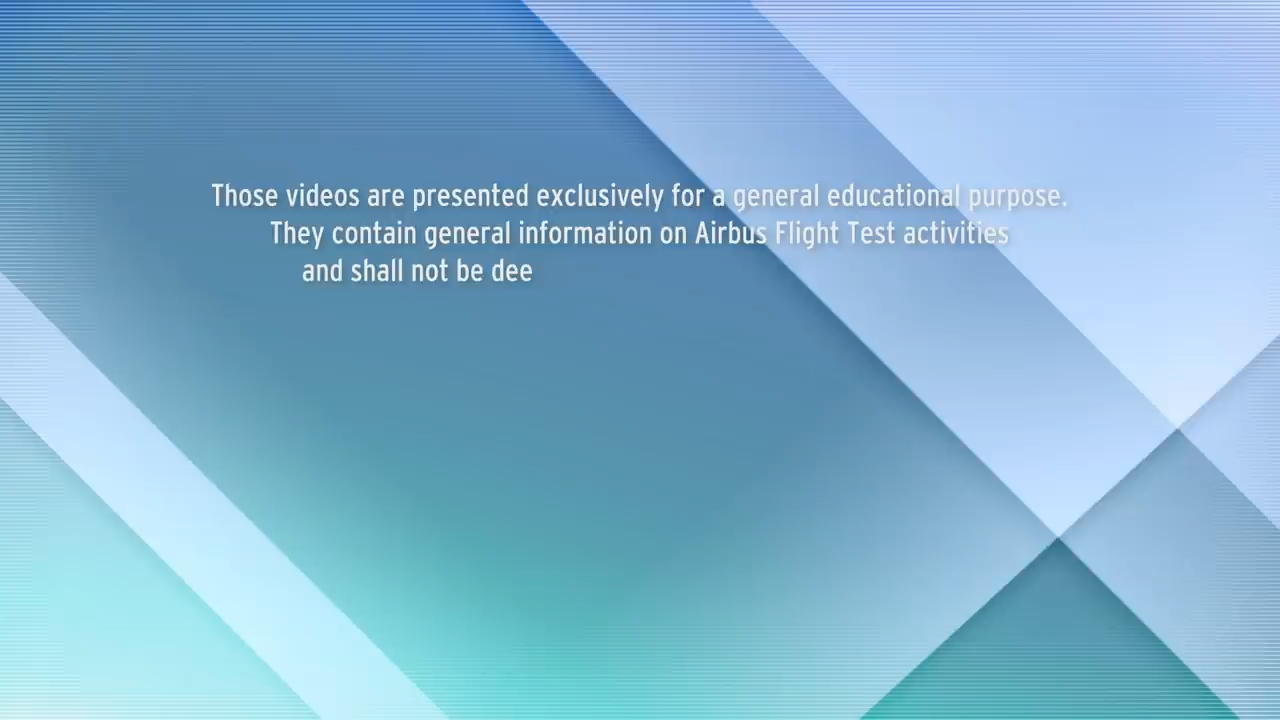 Those videos are presented exclusively for a general educational purpose.
They contain general information on Airbus Flight Test activities
and shall not be dee